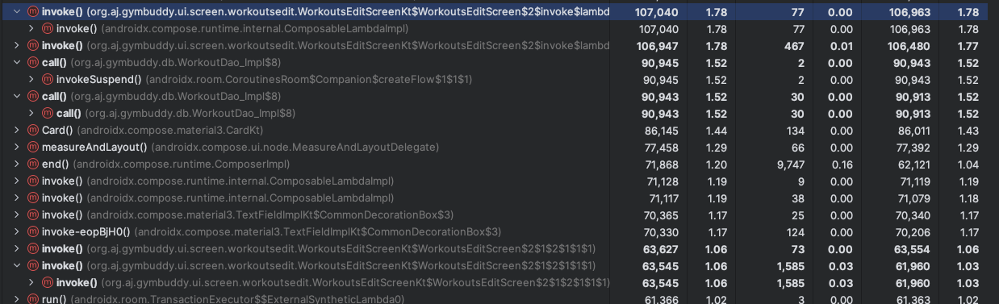 invoke() (org.aj.gymbuddy.ui.screen.workoutsedit.WorkoutsEditScreenKt$WorkoutsEditScreen$2$invoke$lambd 107,040 1.78 77 0.00 106,963 1.78
invoke() (androidx.compose.runtime.internal.ComposableLambdaImpl) 107,040 1.78 77 0.00 106,963 1.78
invoke() (org.aj.gymbuddy.ui.screen.workoutsedit.WorkoutsEditScreenKt$WorkoutsEditScreen$2$invoke$lambd 106,947 1.78 467 0.01 106,480 1.77
call() (org.aj.gymbuddy.db.WorkoutDao_Impl$8) 90,945 1.52 2 0.00 90,943 1.52
invokeSuspend() (androidx.room.CoroutinesRoom$Companion$createFlow$1$1$1) 90,945 1.52 2 0.00 90,943 1.52
call() (org.aj.gymbuddy.db.WorkoutDao_Impl$8) 90,943 1.52 30 0.00 90,913 1.52
call() (org.aj.gymbuddy.db.WorkoutDao_Impl$8) 90,943 1.52 30 0.00 90,913 1.52
Card() (androidx.compose.material3.CardKt) 86,145 1.44 134 0.00 86,011 1.43
measureAndLayout() (androidx.compose.ui.node.MeasureAndLayoutDelegate) 77,458 1.29 66 0.00 77,392 1.29
end() (androidx.compose.runtime.ComposerImpl) 71,868 1.20 9,747 0.16 62,121 1.04
invoke() (androidx.compose.runtime.internal.ComposableLambdaImpl) 71,128 1.19 9 0.00 71,119 1.19
invoke() (androidx.compose.runtime.internal.ComposableLambdaImpl) 71,117 1.19 38 0.00 71,079 1.18
invoke() (androidx.compose.material3.TextFieldImplKt$CommonDecorationBox$3) 70,365 1.17 25 0.00 70,340 1.17
invoke-eopBjH0() (androidx.compose.material3.TextFieldImplKt$CommonDecorationBox$3) 70,330 1.17 124 0.00 70,206 1.17
invoke() (org.aj.gymbuddy.ui.screen.workoutsedit.WorkoutsEditScreenKt$WorkoutsEditScreen$2$1$2$1$1$1) 63,627 1.06 73 0.00 63,554 1.06
invoke() (org.aj.gymbuddy.ui.screen.workoutsedit.WorkoutsEditScreenKt$WorkoutsEditScreen$2$1$2$1$1$1) 63,545 1.06 1,585 0.03 61,960 1.03
invoke() (org.aj.gymbuddy.ui.screen.workoutsedit.WorkoutsEditScreenKt$WorkoutsEditScreen$2$1$2$1$1$1) 63,545 1.06 1,585 0.03 61,960 1.03
run() (androidx.room.TransactionExecutor$$ExternalSyntheticLambda0) 61,366 1.02 3 0.00 61,363 1.02